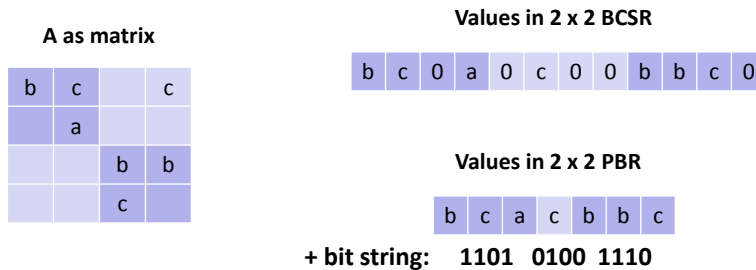 A as matrix
b c c
a
b b
c
Values in 2 x 2 BCSR
b c 0 a 0 c 0 0 b b c 0
Values in 2 x 2 PBR
b c a c b b c
+ bit string: 1101 0100 1110